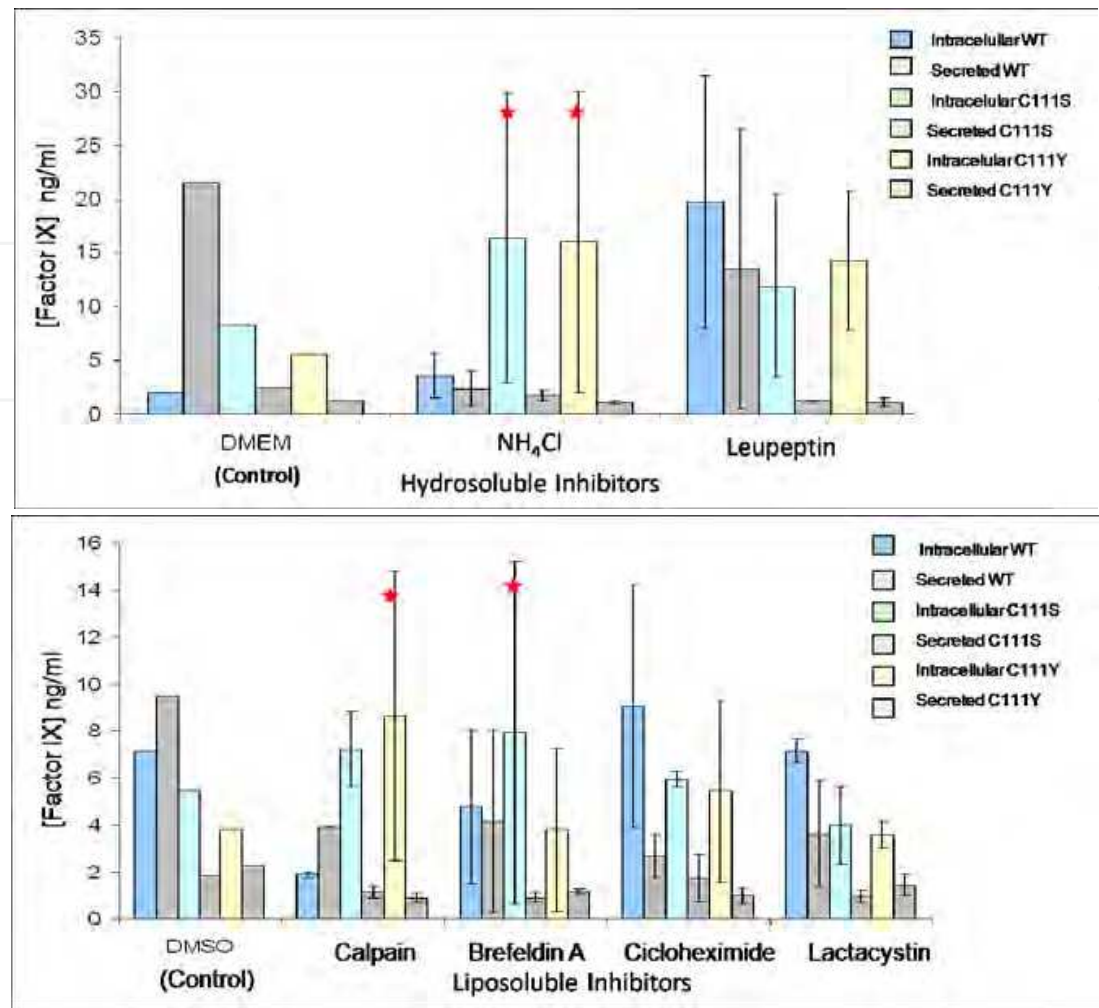 35
30
25
20
15
10
5
0
[Factor IX] ng/ml
Intracelular WT
Secreted WT
Intracelular C111S
Secreted C111S
Intracelular C111Y
Secreted C111Y
DMEM
(Control)
NH₄Cl
Leupeptin
Hydrosoluble Inhibitors
16
14
12
10
8
6
4
2
0
[Factor IX] ng/ml
Intracellular WT
Secreted WT
Intracellular C111S
Secretad C111S
Intracellular C111Y
Secreted C111Y
DMSO
(Control)
Calpain
Brefeldin A
Cicloheximide
Lactacystin
Liposoluble Inhibitors